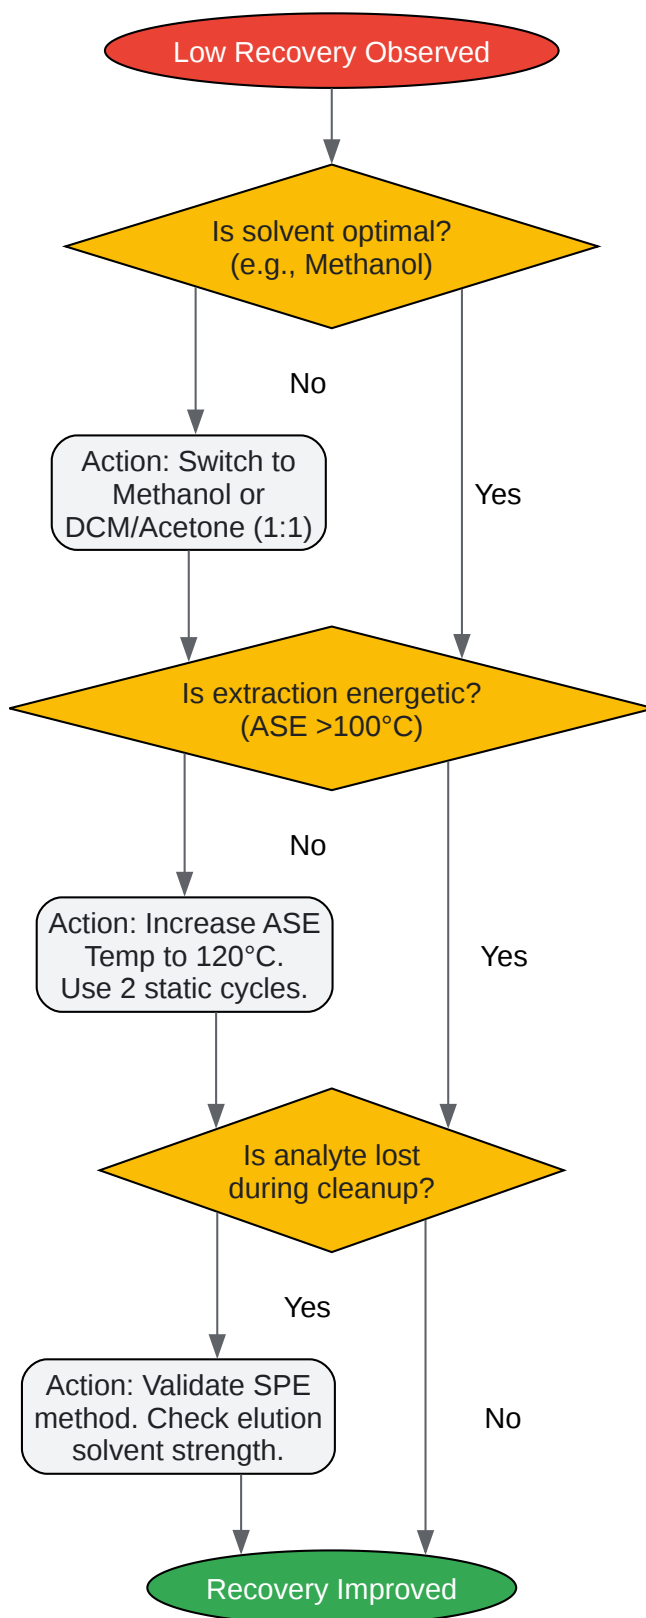 Low Recovery Observed
Is solvent optimal?
(e.g., Methanol)
No
Action: Switch to
Methanol or
DCM/Acetone (1:1)
Yes
Is extraction energetic?
(ASE >100°C)
No
Action: Increase ASE
Temp to 120°C.
Use 2 static cycles.
Yes
Is analyte lost
during cleanup?
Yes
Action: Validate SPE
method. Check elution
solvent strength.
No
Recovery Improved